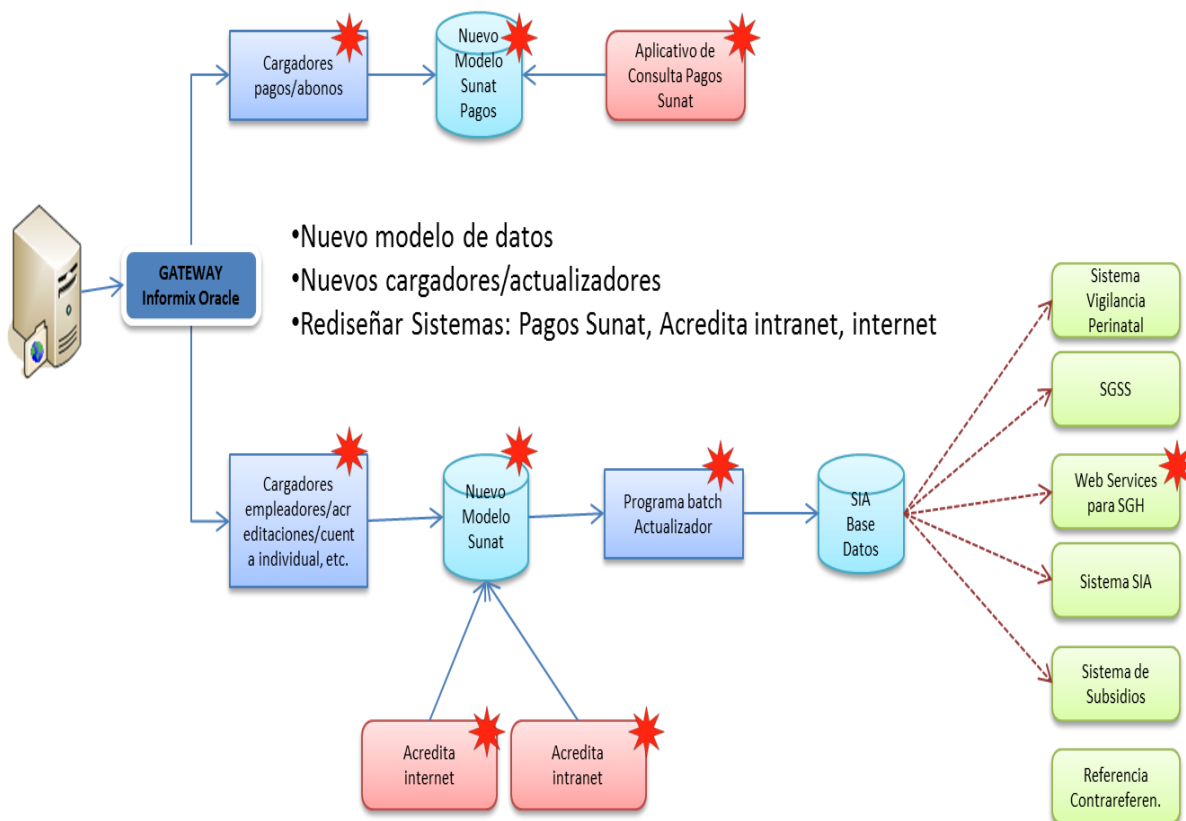 Cargadores
pagos/abonos
Nuevo
Modelo
Sunat
Pagos
Aplicativo de
Consulta Pagos
Sunat
GATEWAY
Informix Oracle
•Nuevo modelo de datos
•Nuevos cargadores/actualizadores
•Rediseñar Sistemas: Pagos Sunat, Acredita intranet, internet
Cargadores
empleadores/acr
editaciones/cuent
a individual, etc.
Nuevo
Modelo
Sunat
Programa batch
Actualizador
SIA
Base
Datos
Sistema
Vigilancia
Perinatal
SGSS
Web Services
para SGH
Sistema SIA
Sistema de
Subsidios
Referencia
Contrareferen.
Acredita
internet
Acredita
intranet